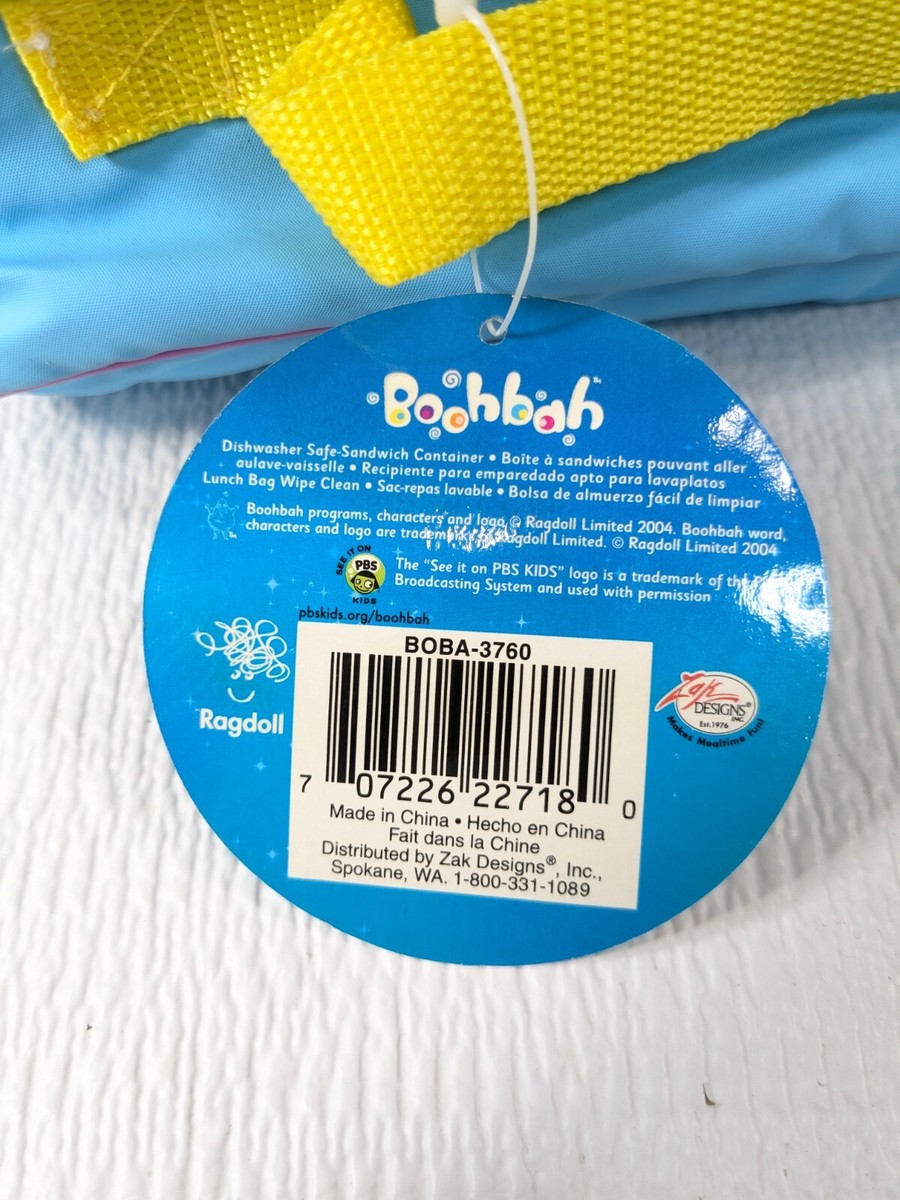 Boohbah™
Dishwasher Safe-Sandwich Container • Boîte à sandwiches pouvant aller
aulave-vaisselle • Recipiente para emparedado apto para lavaplatos
Lunch Bag Wipe Clean • Sac-repas lavable • Bolsa de almuerzo fácil de limpiar
Boohbah programs, characters and logo © Ragdoll Limited 2004. Boohbah word,
characters and logo are trademarks Ragdoll Limited. © Ragdoll Limited 2004
SEE IT ON
PBS
KIDS
The "See it on PBS KIDS" logo is a trademark of the
Broadcasting System and used with permission
pbskids.org/boohbah
BOBA-3760
Ragdoll
Zak
DESIGNS®
INC.
Est.1976
Makes Mealtime Fun!
7 07226 22718 0
Made in China • Hecho en China
Fait dans la Chine
Distributed by Zak Designs®, Inc.,
Spokane, WA. 1-800-331-1089